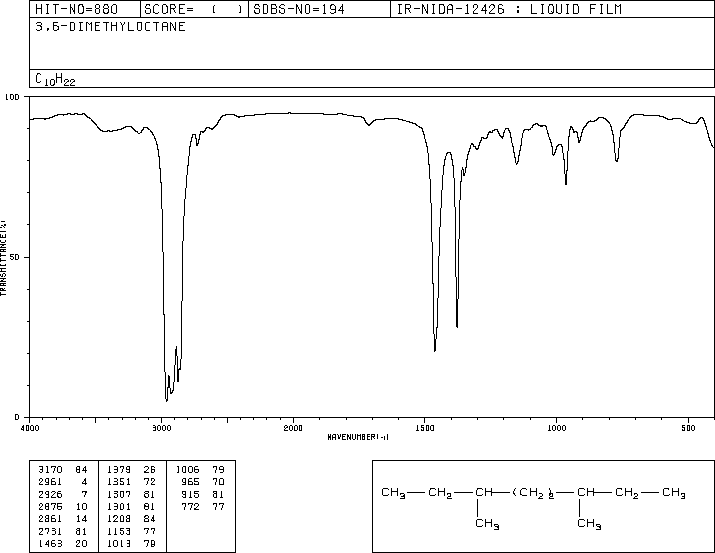 HIT-NO=880 SCORE= ( ) SDBS-NO=194 IR-NIDA-12426 : LIQUID FILM
3,6-DIMETHYLOCTANE
C10H22
100
50
0
TRANSMITTANCE(%)
4000 3000 2000 1500 1000 500
WAVENUMBER(-1)
3170 84 1379 26 1006 79
2961 4 1351 72 965 70
2926 7 1307 81 915 81
2875 10 1301 81 772 77
2861 14 1208 84
2731 81 1153 77
1463 20 1013 79
CH3—CH2—CH—(CH2)2—CH—CH2—CH3
CH3 CH3